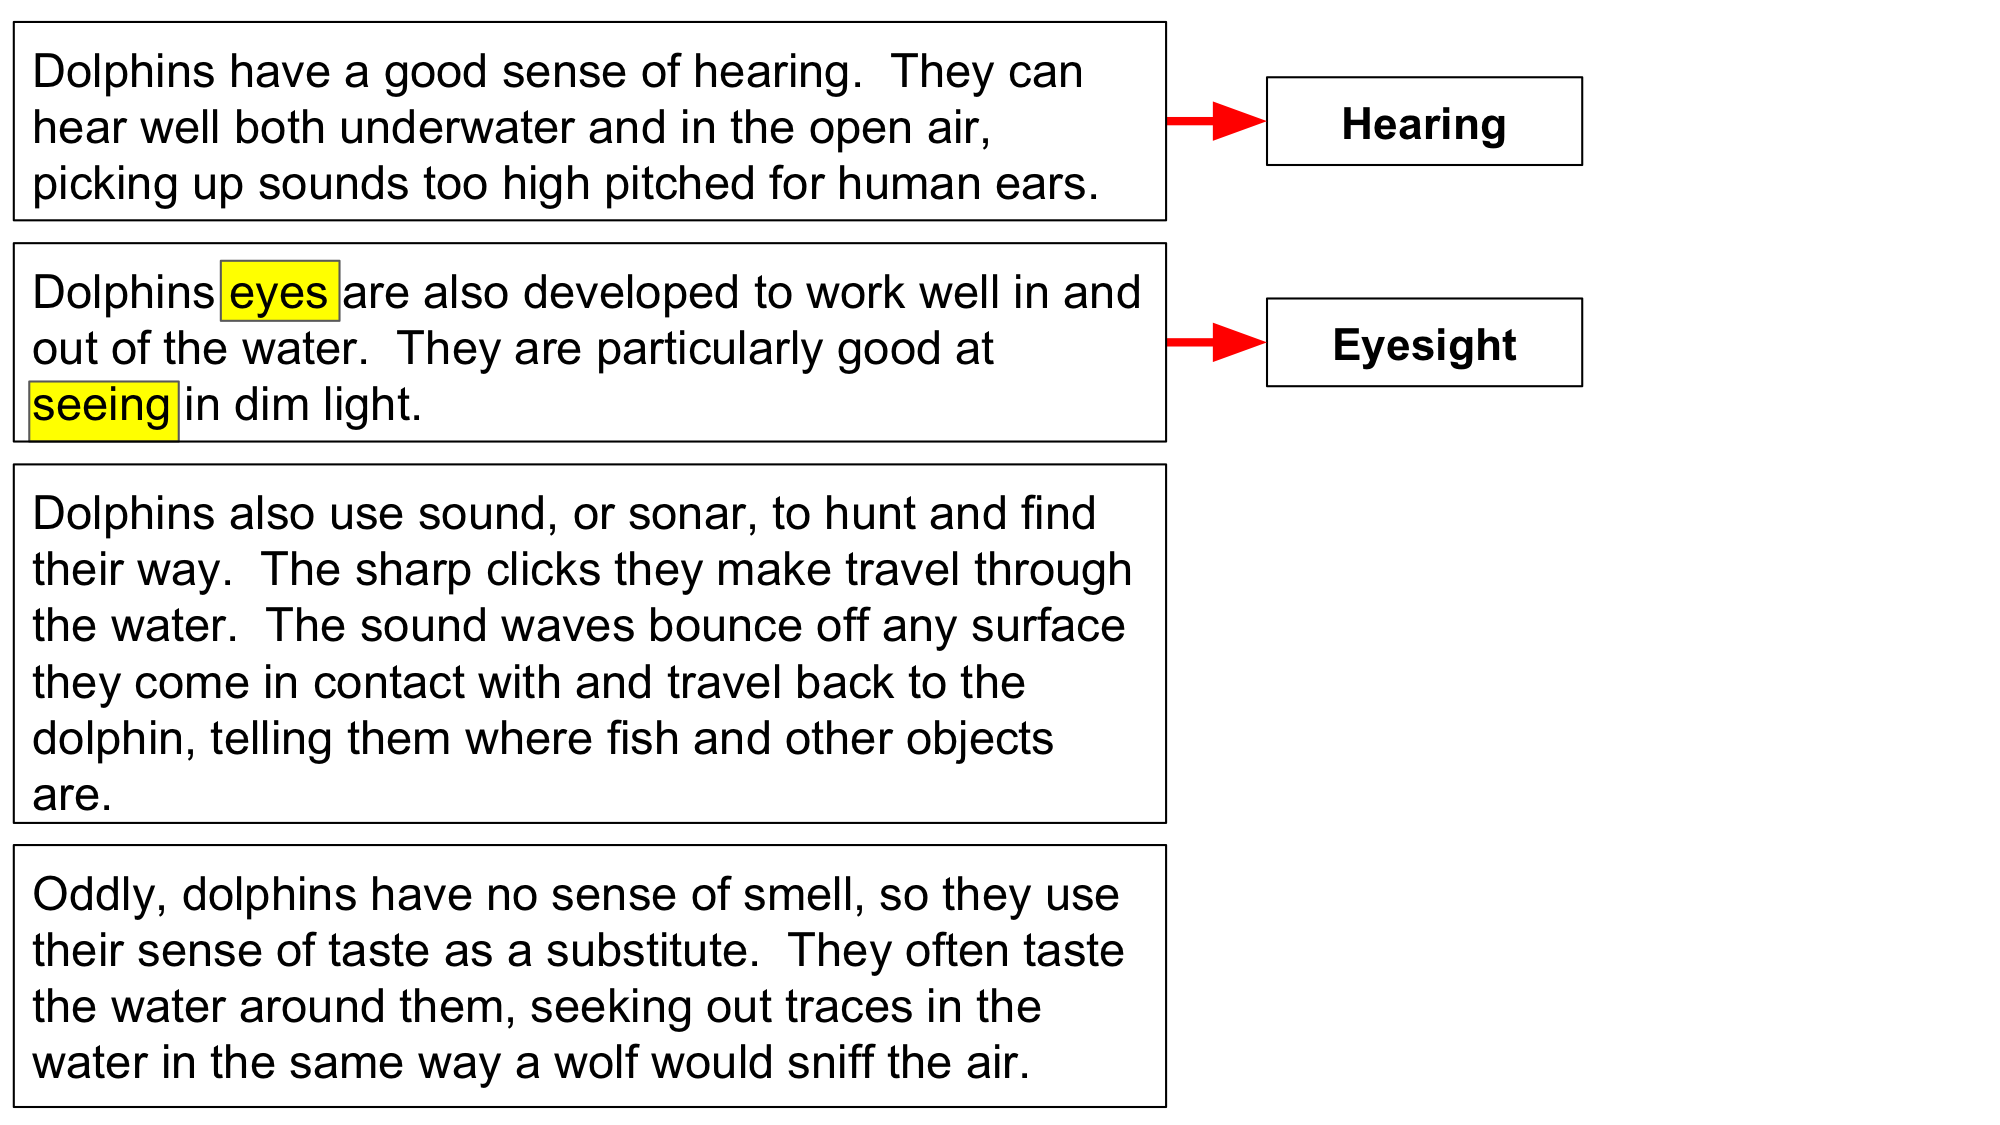 Dolphins have a good sense of hearing.  They can
hear well both underwater and in the open air,
picking up sounds too high pitched for human ears.
Hearing
Dolphins eyes are also developed to work well in and
out of the water.  They are particularly good at
seeing in dim light.
Eyesight
Dolphins also use sound, or sonar, to hunt and find
their way.  The sharp clicks they make travel through
the water.  The sound waves bounce off any surface
they come in contact with and travel back to the
dolphin, telling them where fish and other objects
are.
Oddly, dolphins have no sense of smell, so they use
their sense of taste as a substitute.  They often taste
the water around them, seeking out traces in the
water in the same way a wolf would sniff the air.